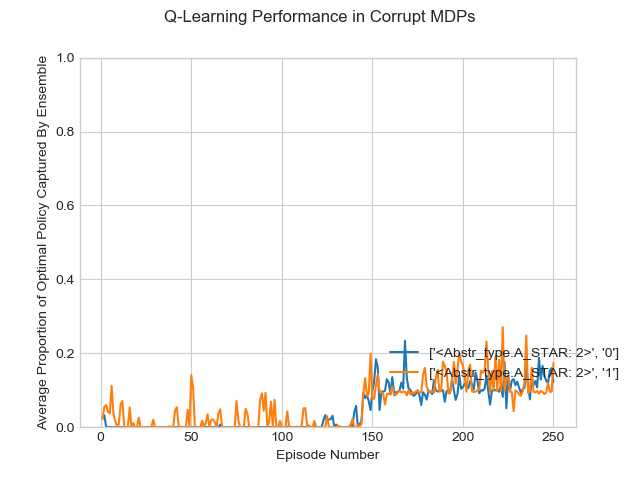 Q-Learning Performance in Corrupt MDPs
Average Proportion of Optimal Policy Captured By Ensemble
1.0
0.8
0.6
0.4
0.2
0.0
['<Abstr_type.A_STAR: 2>', '0']
['<Abstr_type.A_STAR: 2>', '1']
0
50
100
150
200
250
Episode Number